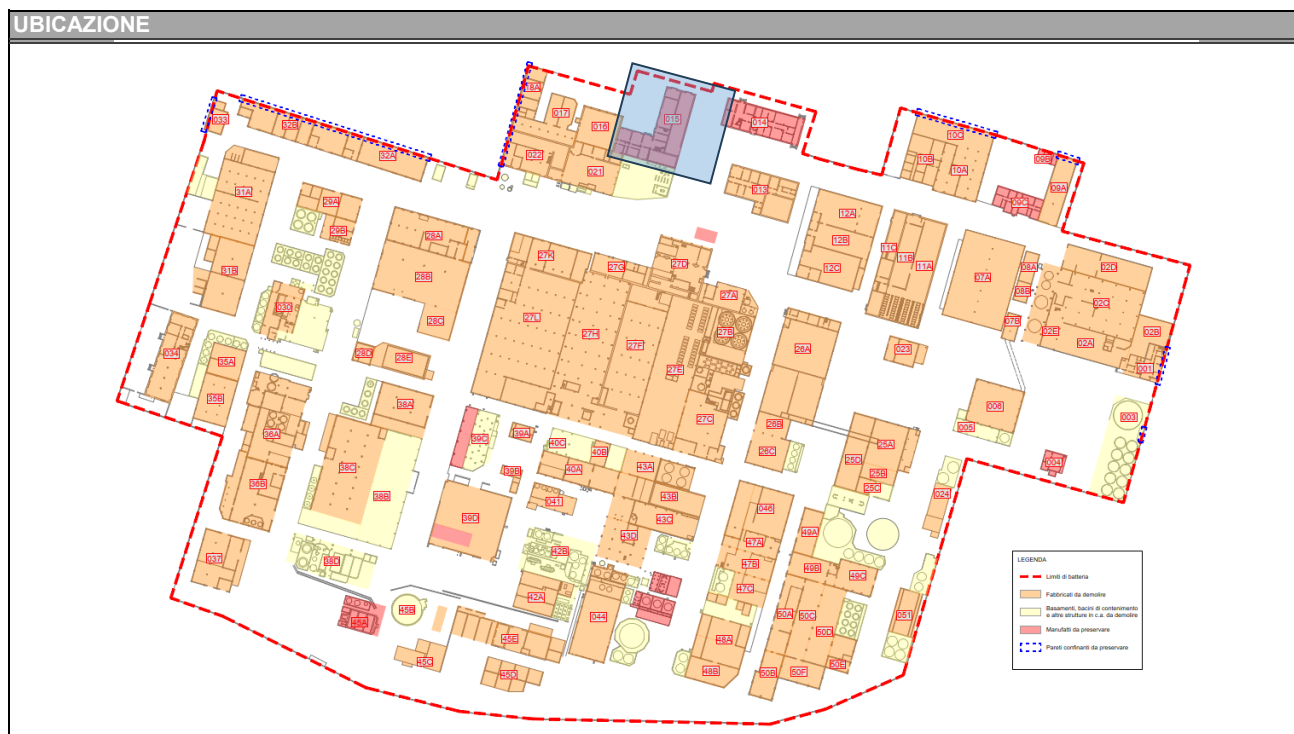 UBICAZIONE
18A
017
016
015
014
033
32B
32A
022
021
013
10C
10B
10A
09B
09A
09C
31A
29A
29B
28A
12A
12B
12C
11C
11B
11A
28B
27K
27G
27D
07A
08A
08B
02D
31B
27A
02C
030
28C
27L
27H
27F
27B
07B
02E
02A
02B
034
35A
28D
28E
27E
26A
023
001
35B
38A
006
003
36A
39C
39A
40C
40B
27C
26B
26C
25A
005
38C
39B
40A
43A
25D
25B
25C
004
36B
38B
39D
041
43B
43C
046
024
43D
49A
037
38D
42B
47A
47B
49B
49C
47C
42A
45A
45B
044
50A
50C
051
45E
48A
50D
45C
45D
48B
50B
50F
50E
LEGENDA
Limiti di batteria
Fabbricati da demolire
Basamenti, bacini di contenimento
e altre strutture in c.a. da demolire
Manufatti da preservare
Pareti confinanti da preservare